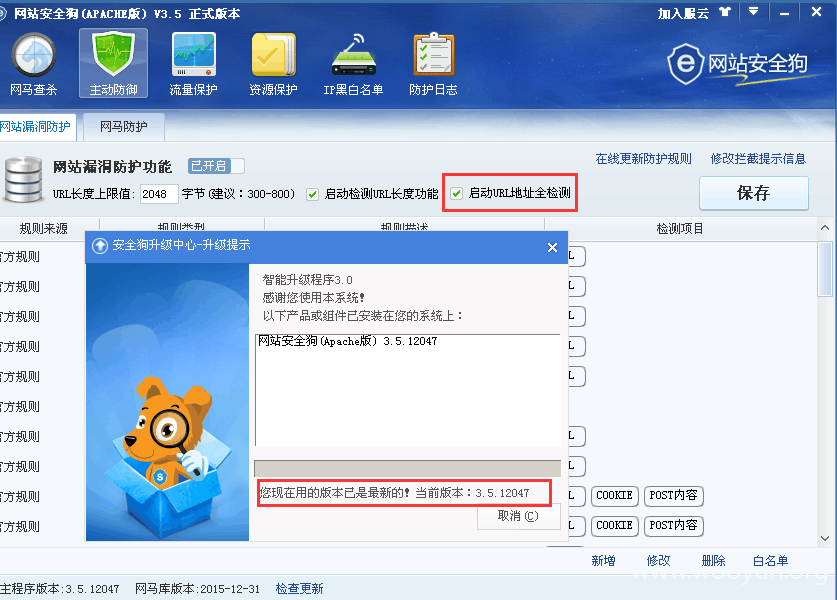 网站安全狗(APACHE版) V3.5 正式版本
加入服云
网马查杀 主动防御 流量保护 资源保护 IP黑白名单 防护日志
网站安全狗
网站漏洞防护 网马防护
网站漏洞防护功能 已开启
在线更新防护规则 修改拦截提示信息
URL长度上限值: 2048 字节(建议：300-800) 启动检测URL长度功能 启动URL地址全检测
保存
规则来源 规则类型 规则描述 检测项目
官方规则
官方规则
官方规则
官方规则
官方规则
官方规则
官方规则
官方规则
官方规则 L COOKIE POST内容
官方规则 L COOKIE POST内容
安全狗升级中心-升级提示
智能升级程序3.0
感谢您使用本系统!
以下产品或组件已安装在您的系统上：
网站安全狗(Apache版) 3.5.12047
您现在用的版本已是最新的! 当前版本：3.5.12047
取消(C)
新增 修改 删除 白名单
主程序版本:3.5.12047 网马库版本:2015-12-31 检查更新